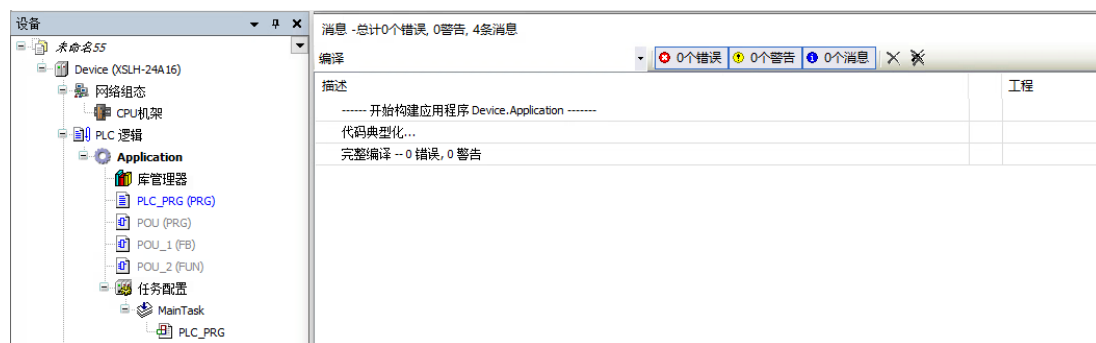 设备
未命名55
Device (XSLH-24A16)
网络组态
CPU机架
PLC 逻辑
Application
库管理器
PLC_PRG (PRG)
POU (PRG)
POU_1 (FB)
POU_2 (FUN)
任务配置
MainTask
PLC_PRG
消息 -总计0个错误, 0警告, 4条消息
编译
0个错误
0个警告
0个消息
描述
工程
------ 开始构建应用程序 Device.Application -------
代码典型化...
完整编译 -- 0 错误, 0 警告